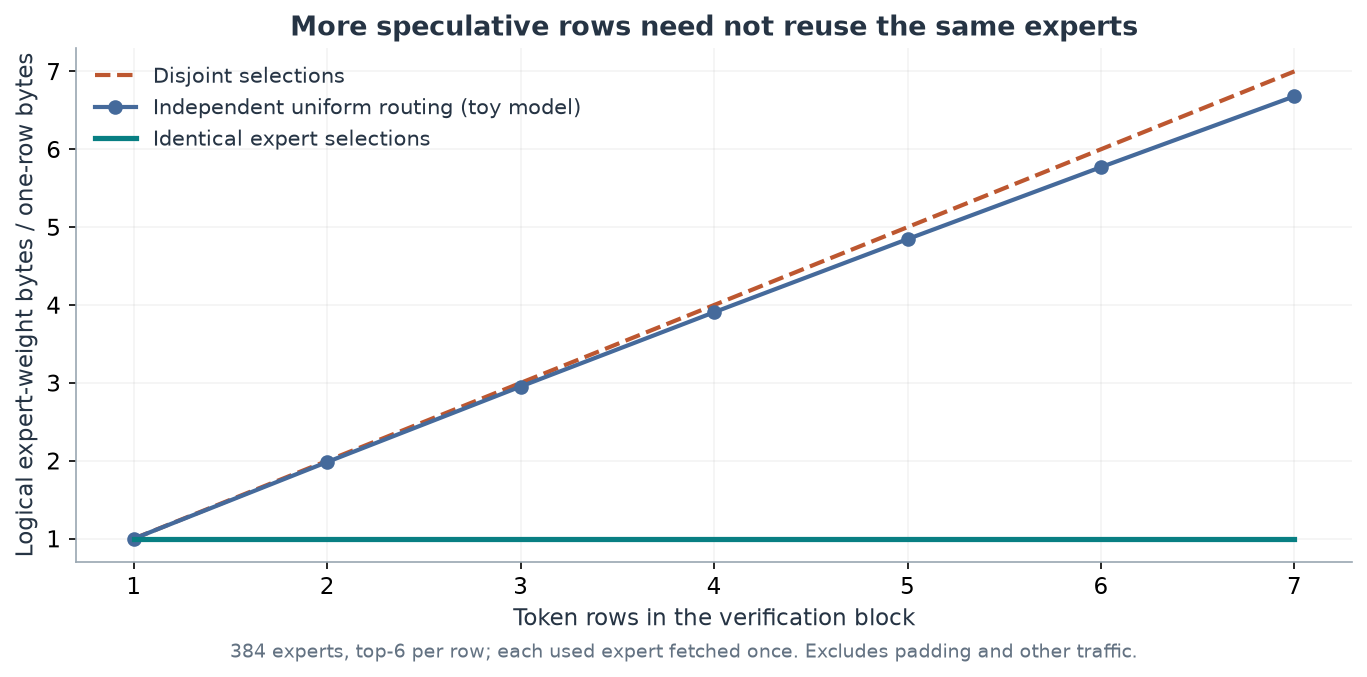 More speculative rows need not reuse the same experts
Logical expert-weight bytes / one-row bytes
7
6
5
4
3
2
1
Disjoint selections
Independent uniform routing (toy model)
Identical expert selections
1 2 3 4 5 6 7
Token rows in the verification block
384 experts, top-6 per row; each used expert fetched once. Excludes padding and other traffic.